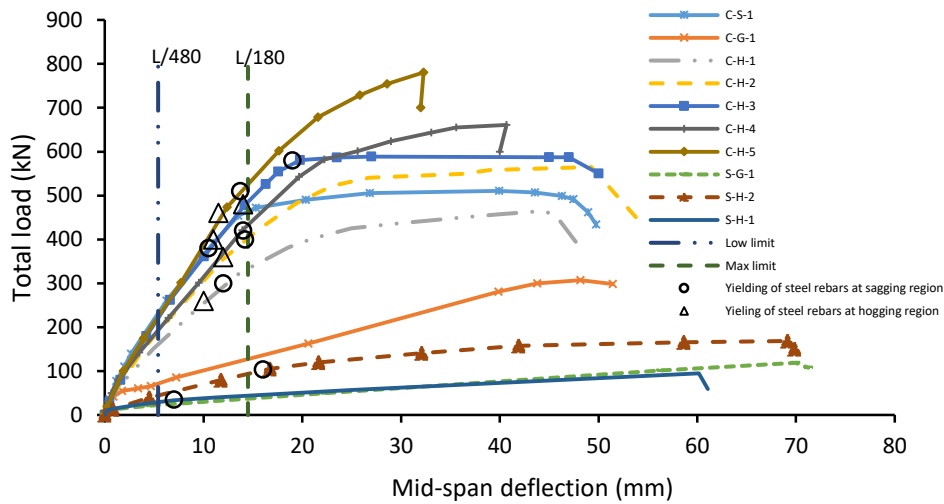 900
800
700
600
500
400
300
200
100
0
0 10 20 30 40 50 60 70 80
Total load (kN)
Mid-span deflection (mm)
L/480
L/180
C-S-1
C-G-1
C-H-1
C-H-2
C-H-3
C-H-4
C-H-5
S-G-1
S-H-2
S-H-1
Low limit
Max limit
Yielding of steel rebars at sagging region
Yieling of steel rebars at hogging region